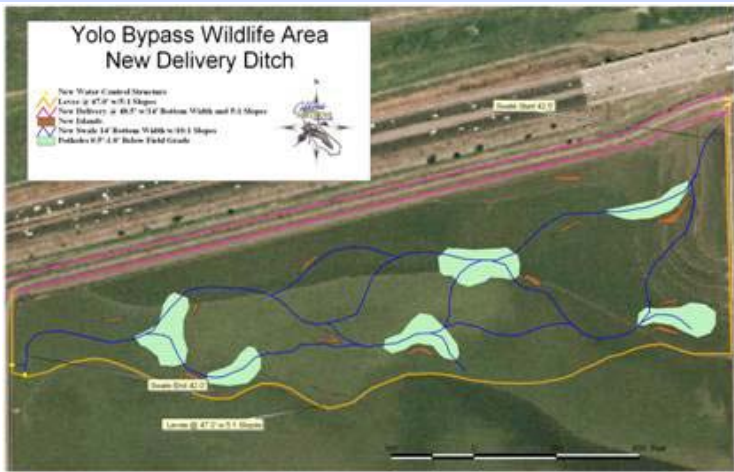 Yolo Bypass Wildlife Area
New Delivery Ditch
New Water Control Structure
Levee @ 47.0' w/5:1 Slopes
New Delivery @ 48.5' w/14' Bottom Width and 5:1 Slopes
New Islands
New Swale 14' Bottom Width w/10:1 Slopes
Potholes 0.5'-1.0' Below Field Grade
Swale Start 42.5'
Swale End 42.0'
Levee @ 47.0' w/5:1 Slopes
Feet